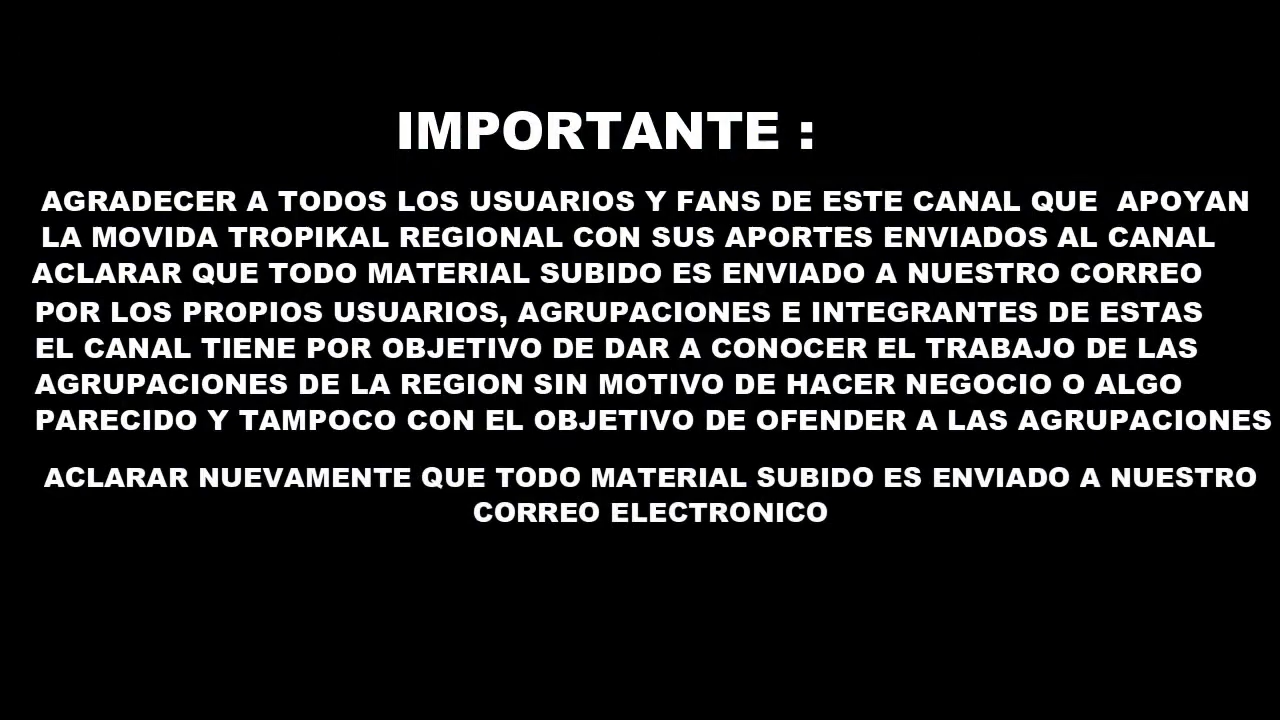 IMPORTANTE :
AGRADECER A TODOS LOS USUARIOS Y FANS DE ESTE CANAL QUE  APOYAN
LA MOVIDA TROPIKAL REGIONAL CON SUS APORTES ENVIADOS AL CANAL
ACLARAR QUE TODO MATERIAL SUBIDO ES ENVIADO A NUESTRO CORREO
POR LOS PROPIOS USUARIOS, AGRUPACIONES E INTEGRANTES DE ESTAS
EL CANAL TIENE POR OBJETIVO DE DAR A CONOCER EL TRABAJO DE LAS
AGRUPACIONES DE LA REGION SIN MOTIVO DE HACER NEGOCIO O ALGO
PARECIDO Y TAMPOCO CON EL OBJETIVO DE OFENDER A LAS AGRUPACIONES
ACLARAR NUEVAMENTE QUE TODO MATERIAL SUBIDO ES ENVIADO A NUESTRO
CORREO ELECTRONICO